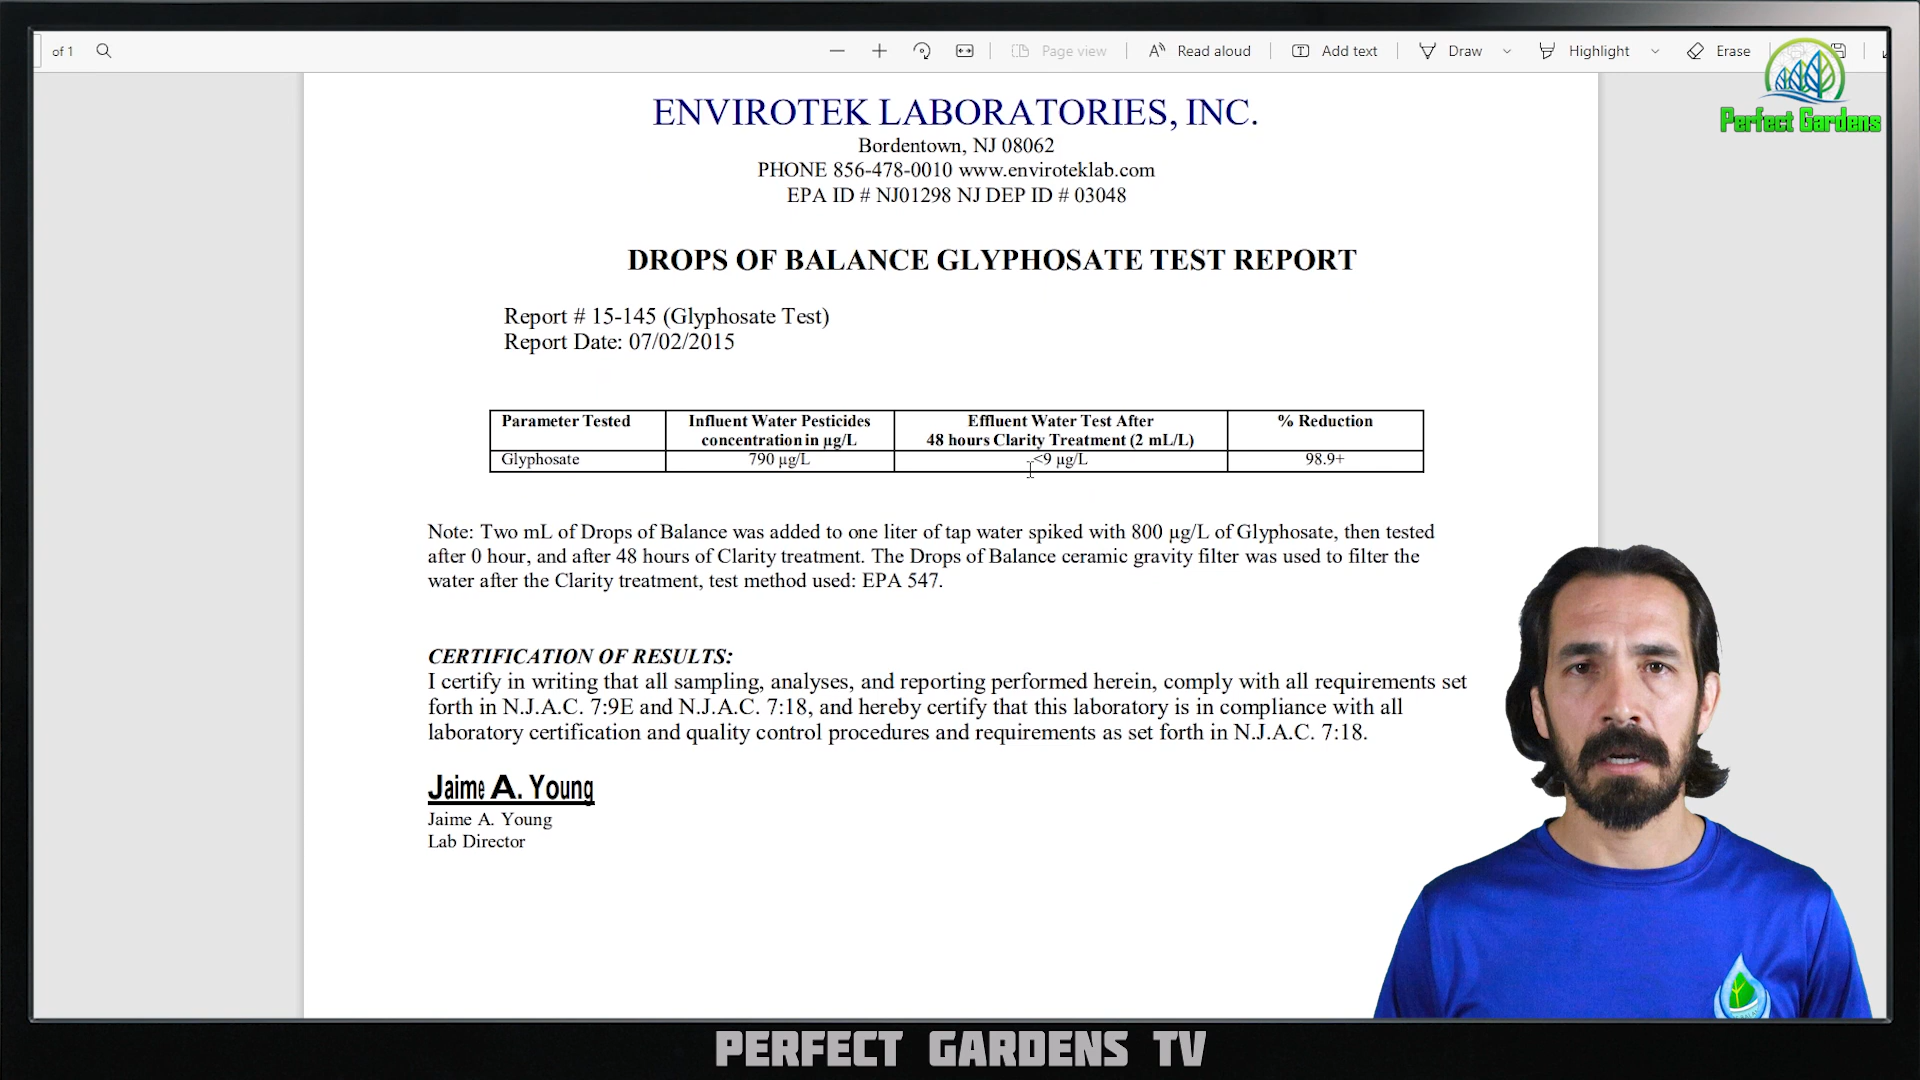 of 1
Page view
Read aloud
Add text
Draw
Highlight
Erase
Perfect Gardens
ENVIROTEK LABORATORIES, INC.
Bordentown, NJ 08062
PHONE 856-478-0010 www.enviroteklab.com
EPA ID # NJ01298 NJ DEP ID # 03048
DROPS OF BALANCE GLYPHOSATE TEST REPORT
Report # 15-145 (Glyphosate Test)
Report Date: 07/02/2015
Parameter Tested
Influent Water Pesticides
concentration in µg/L
Effluent Water Test After
48 hours Clarity Treatment (2 mL/L)
% Reduction
Glyphosate
790 µg/L
<9 µg/L
98.9+
Note: Two mL of Drops of Balance was added to one liter of tap water spiked with 800 µg/L of Glyphosate, then tested
after 0 hour, and after 48 hours of Clarity treatment. The Drops of Balance ceramic gravity filter was used to filter the
water after the Clarity treatment, test method used: EPA 547.
CERTIFICATION OF RESULTS:
I certify in writing that all sampling, analyses, and reporting performed herein, comply with all requirements set
forth in N.J.A.C. 7:9E and N.J.A.C. 7:18, and hereby certify that this laboratory is in compliance with all
laboratory certification and quality control procedures and requirements as set forth in N.J.A.C. 7:18.
Jaime A. Young
Jaime A. Young
Lab Director
PERFECT GARDENS TV